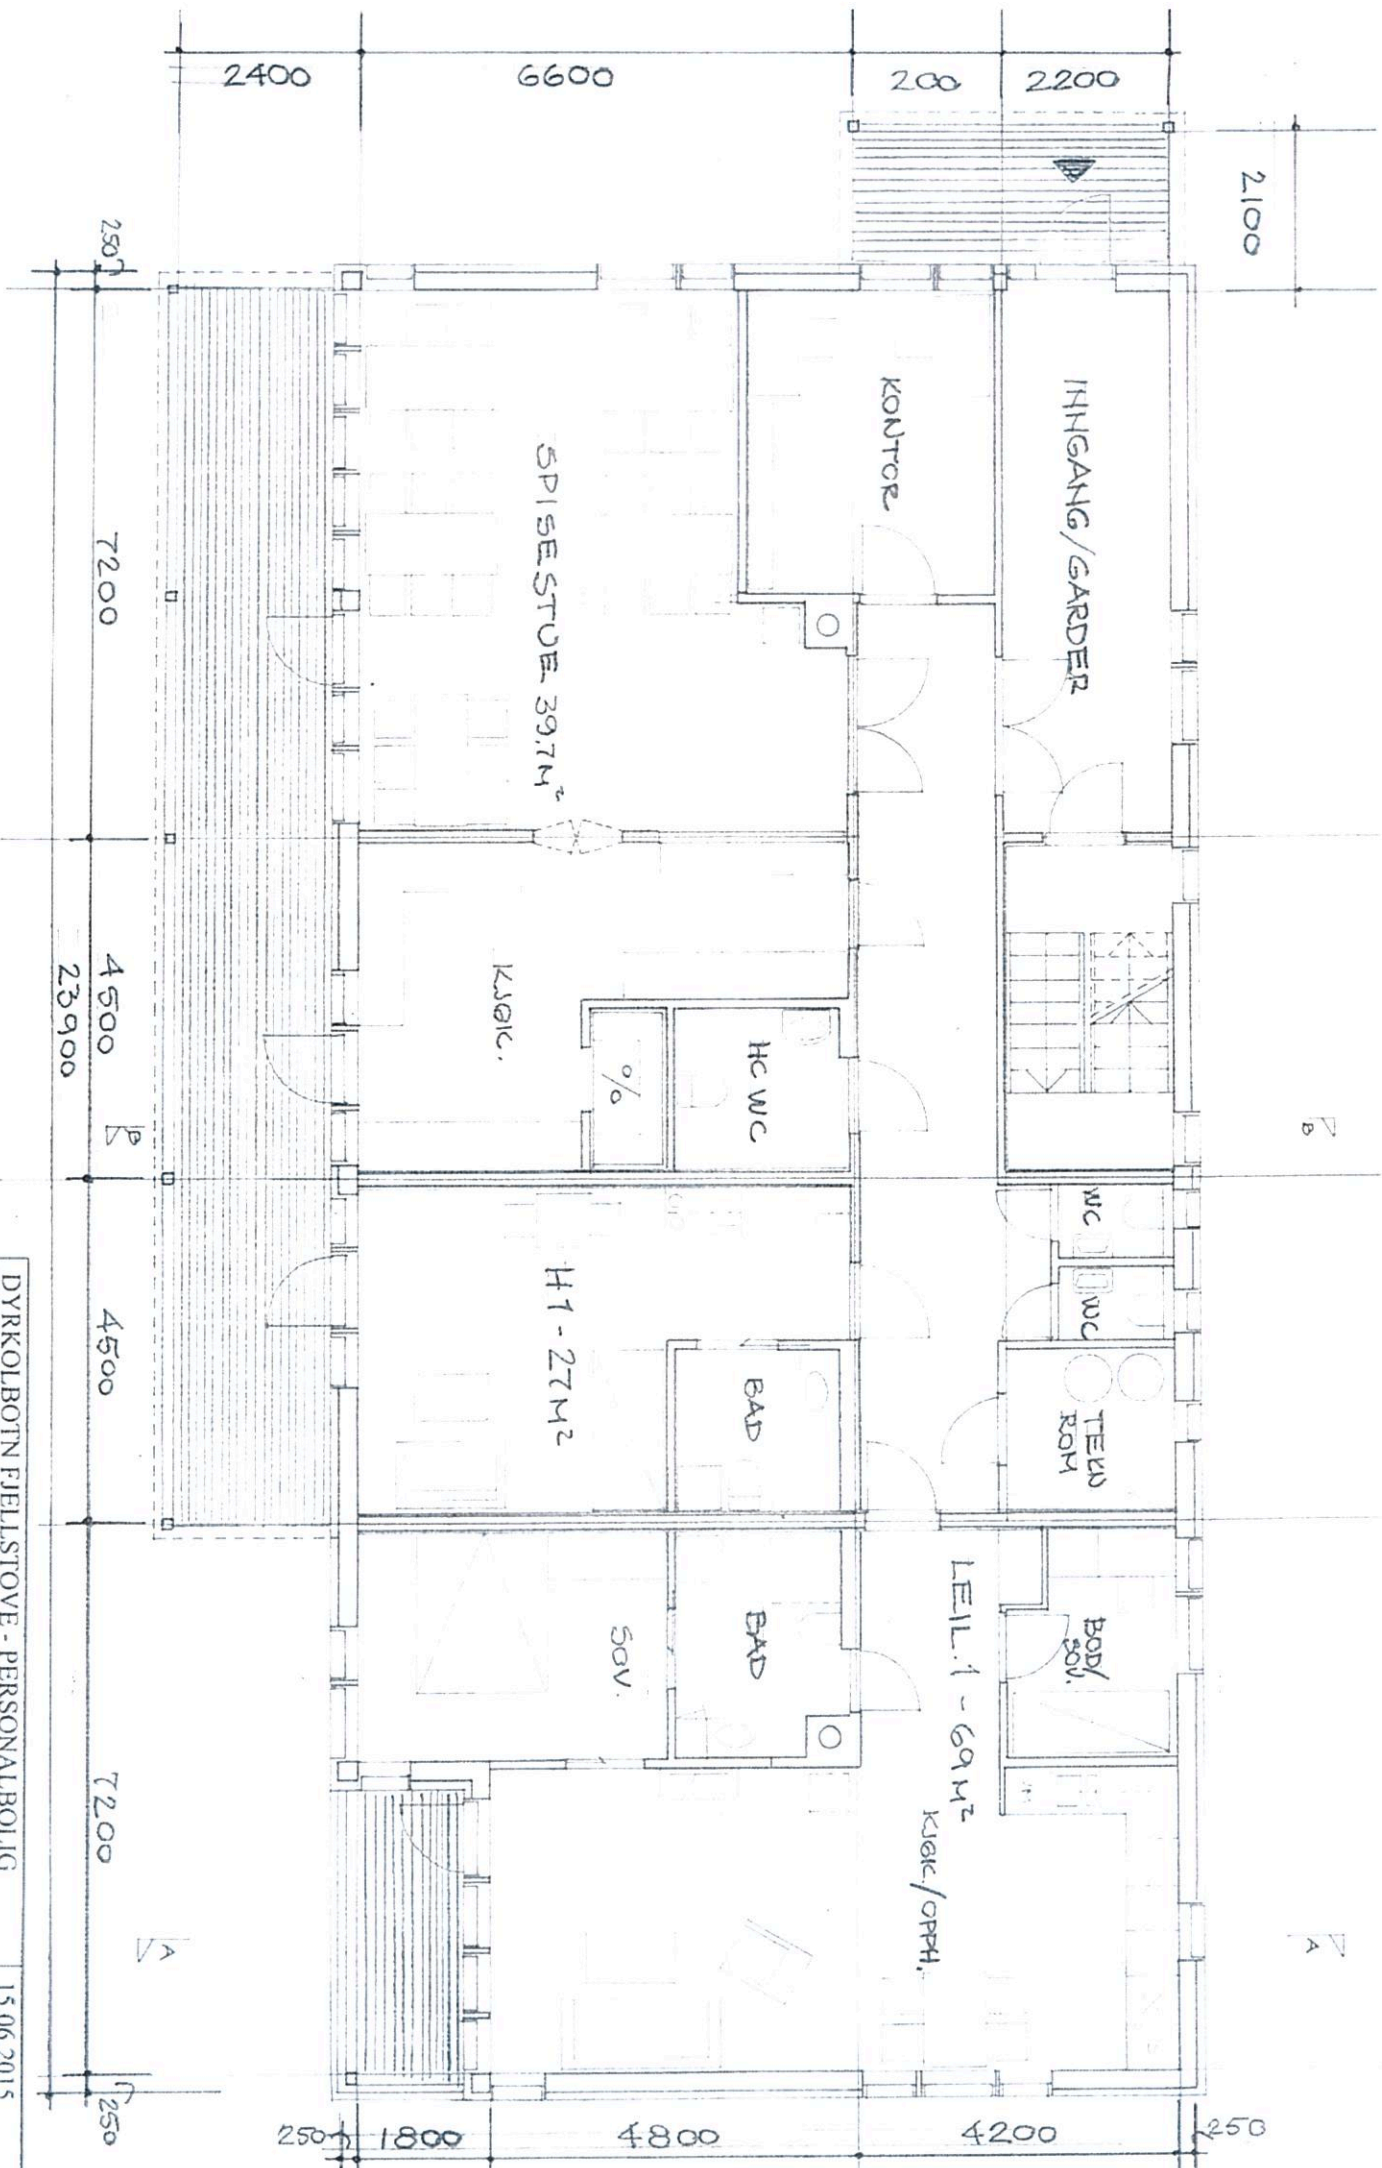 2400
6600
200
2200
2100
250
INNGANG/GARDER
KONTOR
SPISESTUE 39.7M²
7200
KJØK.
%
HC WC
4500
23900
B
B
WC
WC
TEKN
ROM
BAD
H1-27M²
4500
LEIL.1 - 69M²
BOD/
SOV.
BAD
SOV.
KJØK/OPPH.
7200
A
A
250
250
1800
4800
4200
250
DYRKOLBOTN FJELLSTOVE - PERSONALBOLIG
15.06.2015